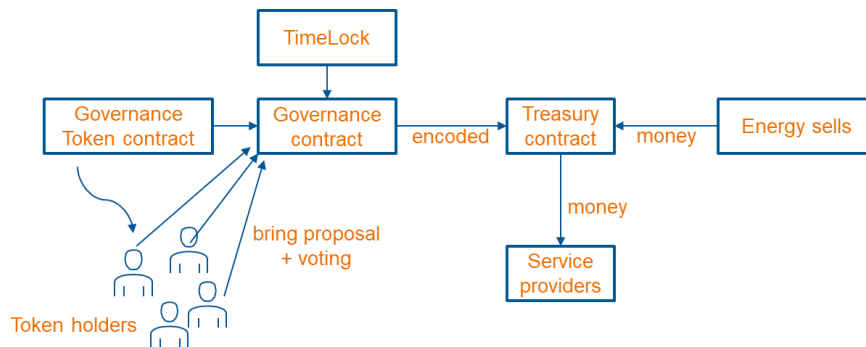 TimeLock
Governance
Token contract
Governance
contract
encoded
Treasury
contract
money
Energy sells
money
bring proposal
+ voting
Service
providers
Token holders